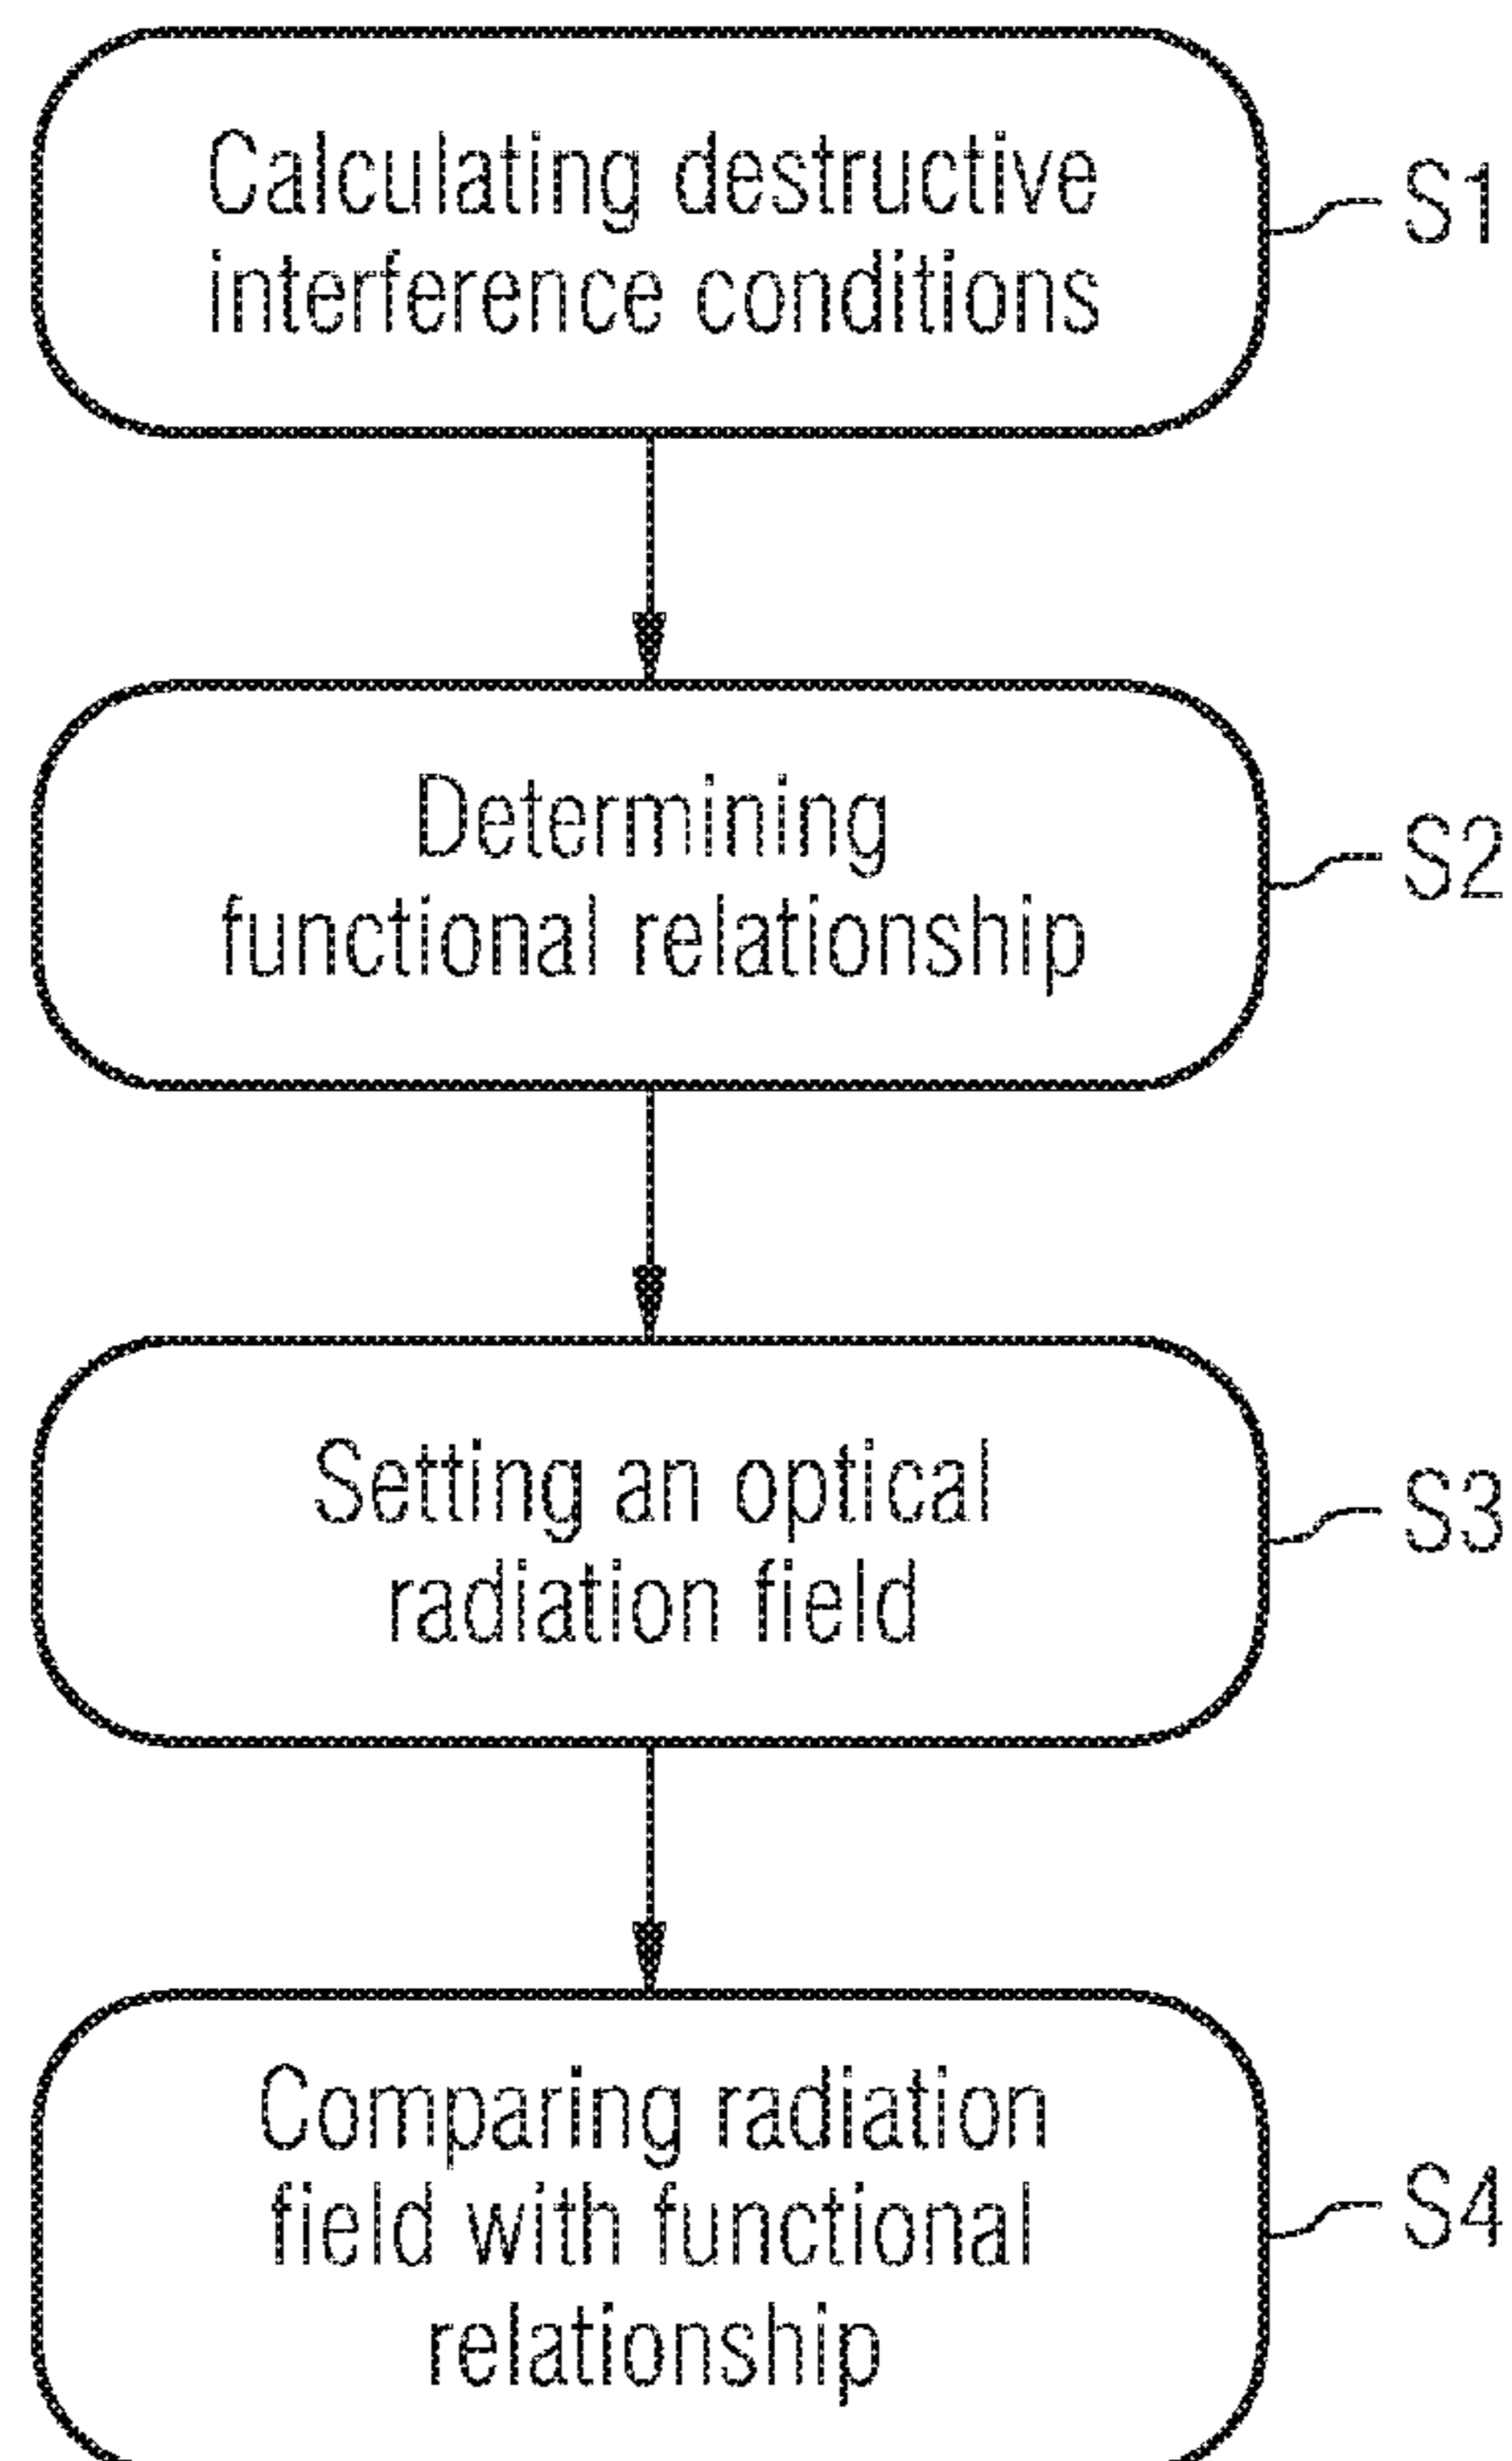 Calculating destructive
interference conditions
S1
Determining
functional relationship
S2
Setting an optical
radiation field
S3
Comparing radiation
field with functional
relationship
S4